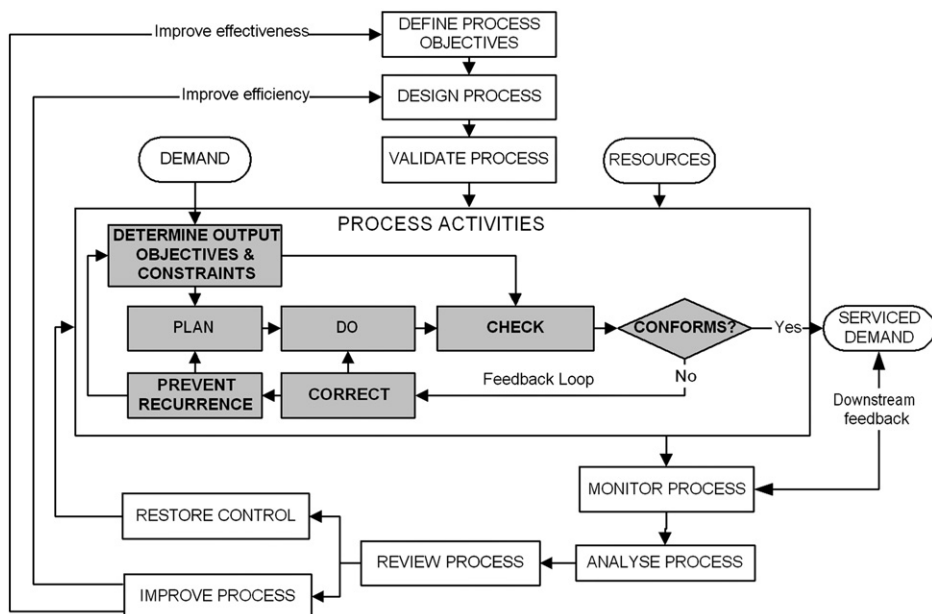 Improve effectiveness
DEFINE PROCESS
OBJECTIVES
Improve efficiency
DESIGN PROCESS
DEMAND
VALIDATE PROCESS
RESOURCES
PROCESS ACTIVITIES
DETERMINE OUTPUT
OBJECTIVES &
CONSTRAINTS
PLAN
DO
CHECK
CONFORMS?
Yes
SERVICED
DEMAND
PREVENT
RECURRENCE
CORRECT
Feedback Loop
No
Downstream
feedback
MONITOR PROCESS
RESTORE CONTROL
REVIEW PROCESS
ANALYSE PROCESS
IMPROVE PROCESS